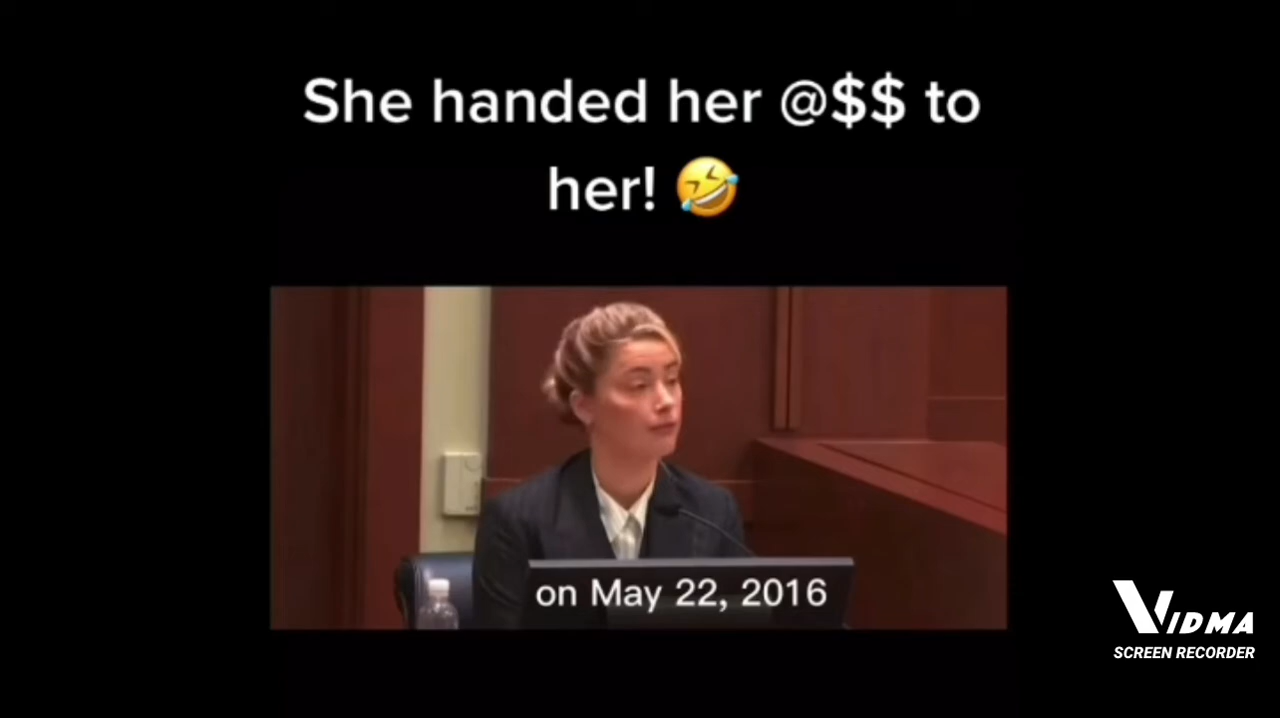 She handed her @$$ to
her! 🤣
on May 22, 2016
VIDMA
SCREEN RECORDER